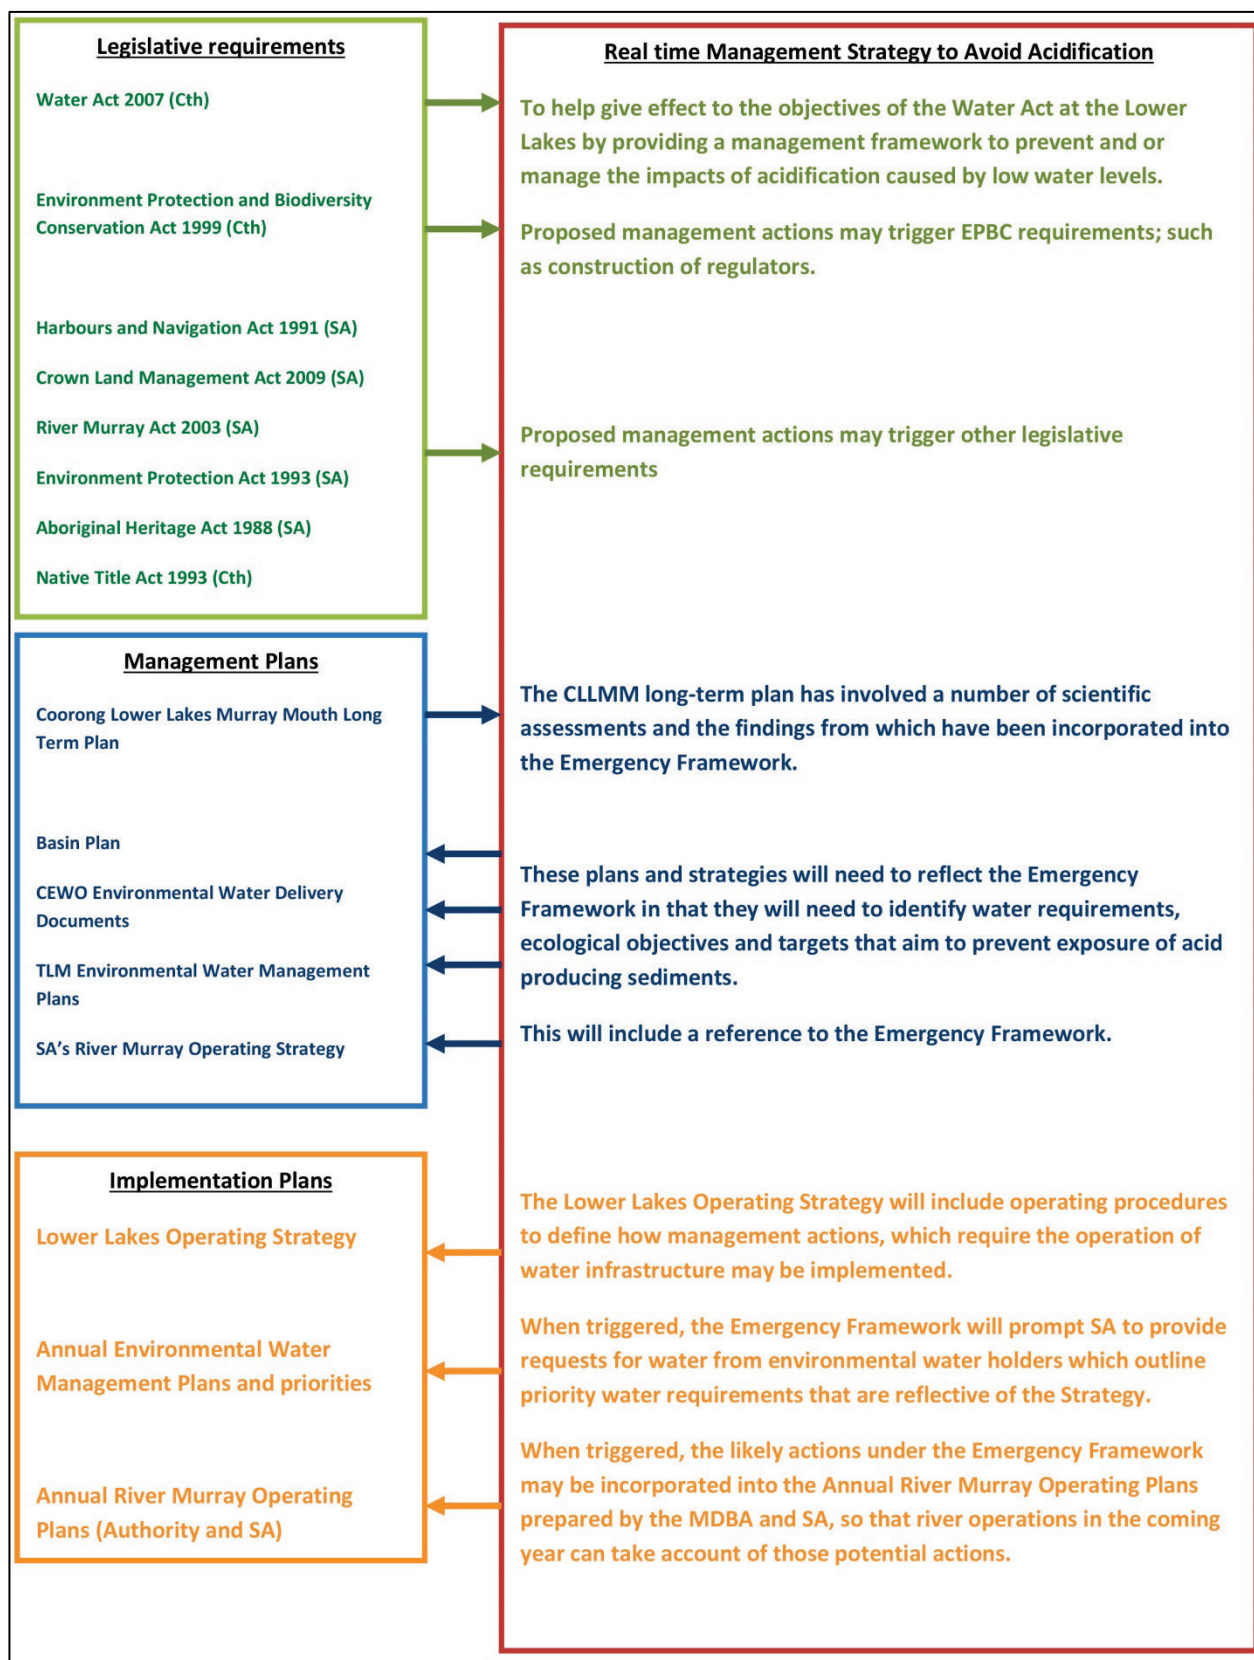 Legislative requirements
Water Act 2007 (Cth)
Environment Protection and Biodiversity
Conservation Act 1999 (Cth)
Harbours and Navigation Act 1991 (SA)
Crown Land Management Act 2009 (SA)
River Murray Act 2003 (SA)
Environment Protection Act 1993 (SA)
Aboriginal Heritage Act 1988 (SA)
Native Title Act 1993 (Cth)
Management Plans
Coorong Lower Lakes Murray Mouth Long
Term Plan
Basin Plan
CEWO Environmental Water Delivery
Documents
TLM Environmental Water Management
Plans
SA's River Murray Operating Strategy
Implementation Plans
Lower Lakes Operating Strategy
Annual Environmental Water
Management Plans and priorities
Annual River Murray Operating
Plans (Authority and SA)
Real time Management Strategy to Avoid Acidification
To help give effect to the objectives of the Water Act at the Lower
Lakes by providing a management framework to prevent and or
manage the impacts of acidification caused by low water levels.
Proposed management actions may trigger EPBC requirements; such
as construction of regulators.
Proposed management actions may trigger other legislative
requirements
The CLLMM long-term plan has involved a number of scientific
assessments and the findings from which have been incorporated into
the Emergency Framework.
These plans and strategies will need to reflect the Emergency
Framework in that they will need to identify water requirements,
ecological objectives and targets that aim to prevent exposure of acid
producing sediments.
This will include a reference to the Emergency Framework.
The Lower Lakes Operating Strategy will include operating procedures
to define how management actions, which require the operation of
water infrastructure may be implemented.
When triggered, the Emergency Framework will prompt SA to provide
requests for water from environmental water holders which outline
priority water requirements that are reflective of the Strategy.
When triggered, the likely actions under the Emergency Framework
may be incorporated into the Annual River Murray Operating Plans
prepared by the MDBA and SA, so that river operations in the coming
year can take account of those potential actions.